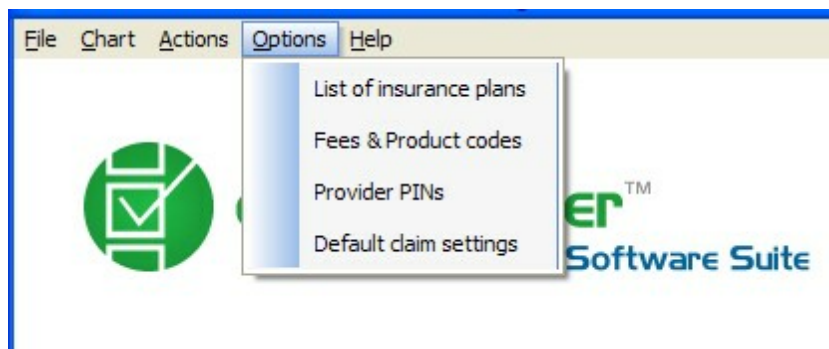 File Chart Actions Options Help
List of insurance plans
Fees & Product codes
Provider PINs
Default claim settings
TM
Software Suite